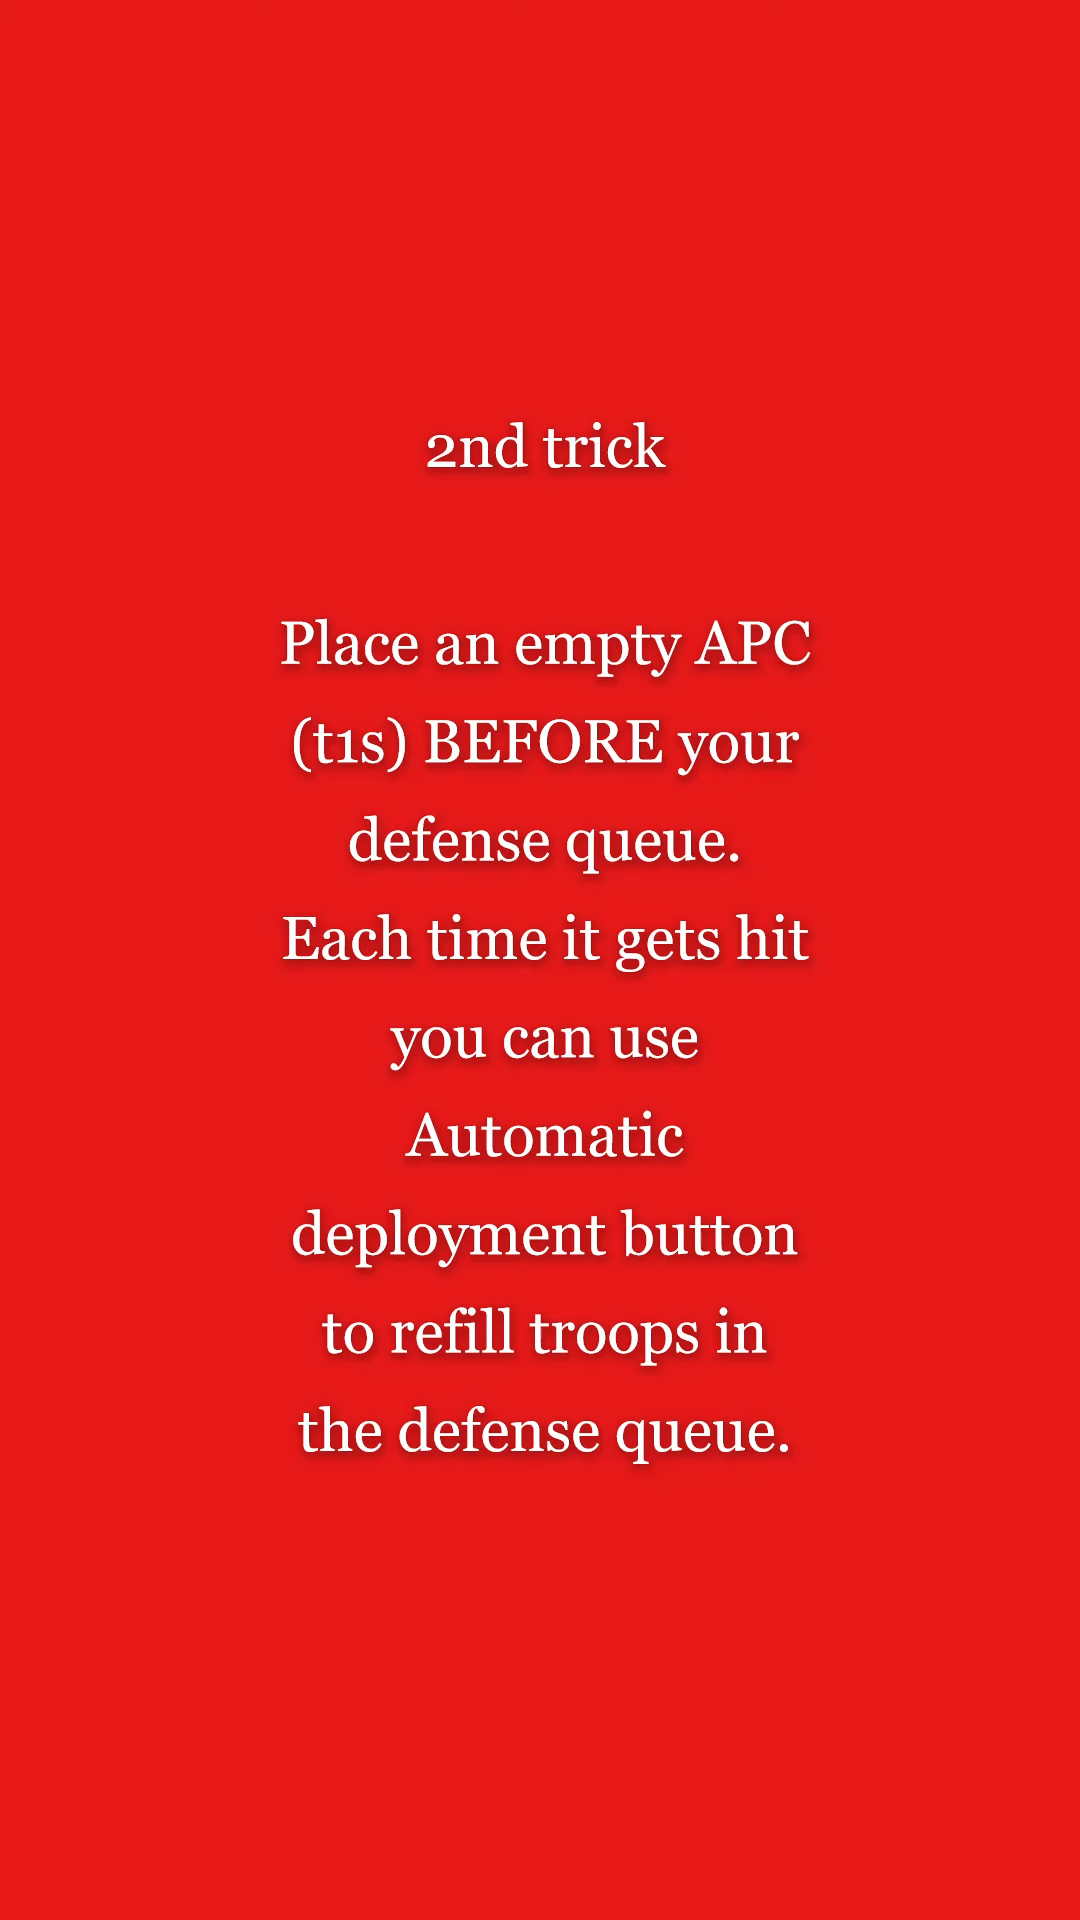 2nd trick
Place an empty APC
(t1s) BEFORE your
defense queue.
Each time it gets hit
you can use
Automatic
deployment button
to refill troops in
the defense queue.